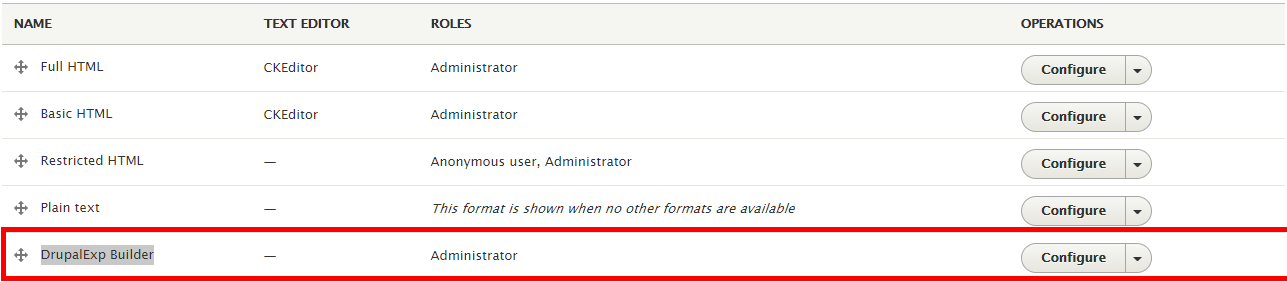 NAME TEXT EDITOR ROLES OPERATIONS
Full HTML CKEditor Administrator Configure
Basic HTML CKEditor Administrator Configure
Restricted HTML — Anonymous user, Administrator Configure
Plain text — This format is shown when no other formats are available Configure
DrupalExp Builder — Administrator Configure